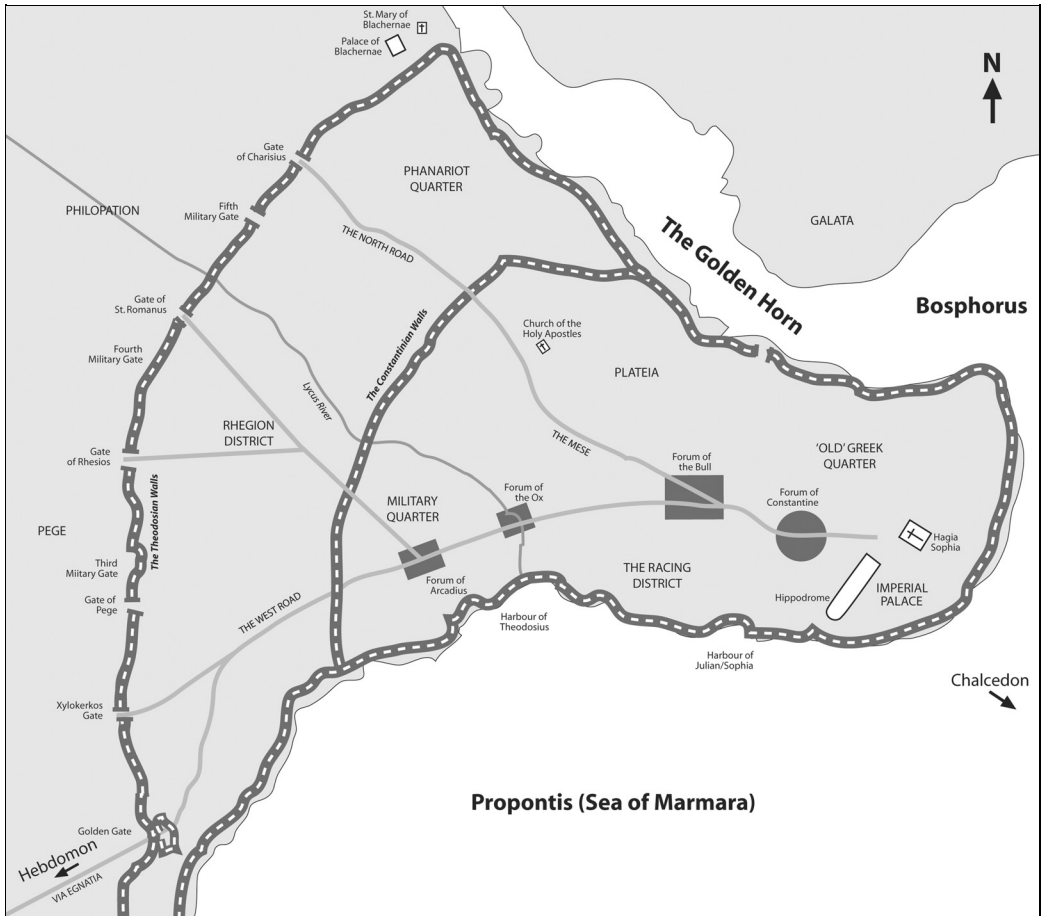 St. Mary of
Blachernae
Palace of
Blachernae
N
Gate
of Charisius
PHANARIOT
QUARTER
PHILOPATION
Fifth
Military Gate
GALATA
THE NORTH ROAD
The Golden Horn
Bosphorus
Gate of
St. Romanus
Fourth
Military Gate
The Constantinian Walls
Church of the
Holy Apostles
PLATEIA
Lycus River
RHEGION
DISTRICT
THE MESE
Gate
of Rhesios
'OLD' GREEK
QUARTER
Forum of
the Bull
Forum of
the Ox
Forum of
Constantine
MILITARY
QUARTER
The Theodosian Walls
PEGE
Hagia
Sophia
Third
Miitary Gate
Forum of
Arcadius
THE RACING
DISTRICT
Hippodrome
IMPERIAL
PALACE
Gate of
Pege
THE WEST ROAD
Harbour of
Theodosius
Harbour of
Julian/Sophia
Chalcedon
Xylokerkos
Gate
Propontis (Sea of Marmara)
Golden Gate
Hebdomon
VIA EGNATIA